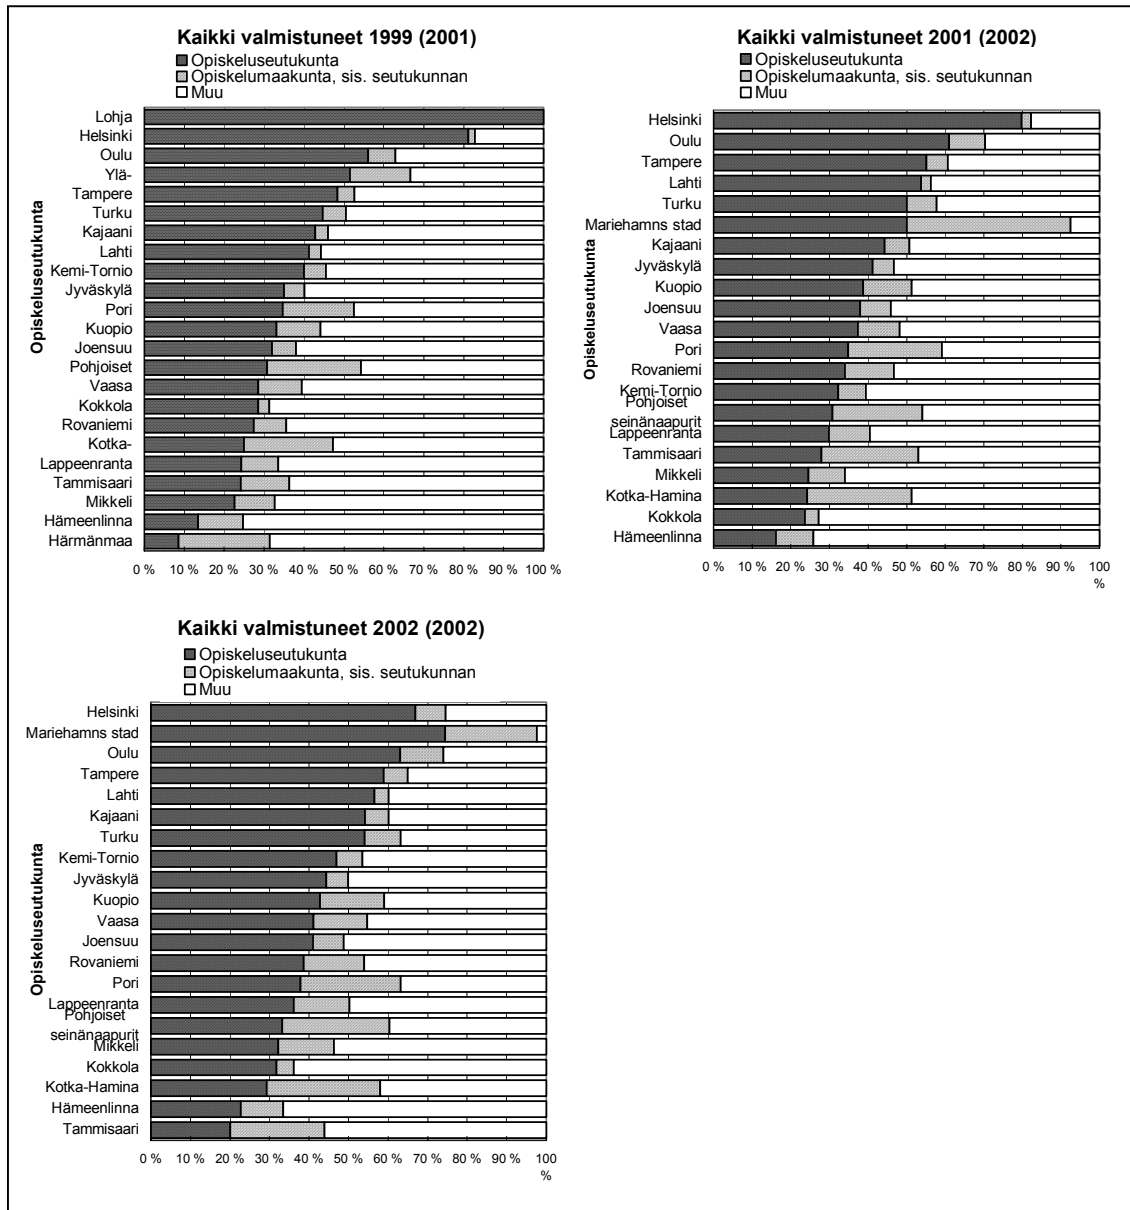 Kaikki valmistuneet 1999 (2001)
Opiskeluseutukunta
Opiskelumaakunta, sis. seutukunnan
Muu
Opiskeluseutukunta
Lohja
Helsinki
Oulu
Ylä-
Tampere
Turku
Kajaani
Lahti
Kemi-Tornio
Jyväskylä
Pori
Kuopio
Joensuu
Pohjoiset
Vaasa
Kokkola
Rovaniemi
Kotka-
Lappeenranta
Tammisaari
Mikkeli
Hämeenlinna
Härmänmaa
0 % 10 % 20 % 30 % 40 % 50 % 60 % 70 % 80 % 90 % 100 %
Kaikki valmistuneet 2001 (2002)
Opiskeluseutukunta
Opiskelumaakunta, sis. seutukunnan
Muu
Opiskeluseutukunta
Helsinki
Oulu
Tampere
Lahti
Turku
Mariehamns stad
Kajaani
Jyväskylä
Kuopio
Joensuu
Vaasa
Pori
Rovaniemi
Kemi-Tornio
Pohjoiset
seinänaapurit
Lappeenranta
Tammisaari
Mikkeli
Kotka-Hamina
Kokkola
Hämeenlinna
0 % 10 % 20 % 30 % 40 % 50 % 60 % 70 % 80 % 90 % 100
%
Kaikki valmistuneet 2002 (2002)
Opiskeluseutukunta
Opiskelumaakunta, sis. seutukunnan
Muu
Opiskeluseutukunta
Helsinki
Mariehamns stad
Oulu
Tampere
Lahti
Kajaani
Turku
Kemi-Tornio
Jyväskylä
Kuopio
Vaasa
Joensuu
Rovaniemi
Pori
Lappeenranta
Pohjoiset
seinänaapurit
Mikkeli
Kokkola
Kotka-Hamina
Hämeenlinna
Tammisaari
0 % 10 % 20 % 30 % 40 % 50 % 60 % 70 % 80 % 90 % 100
%